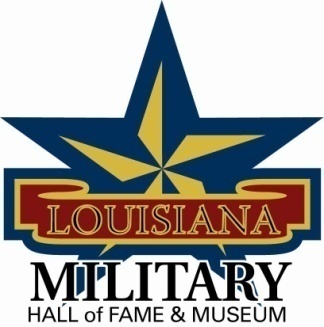 LOUISIANA
MILITARY
HALL of FAME & MUSEUM